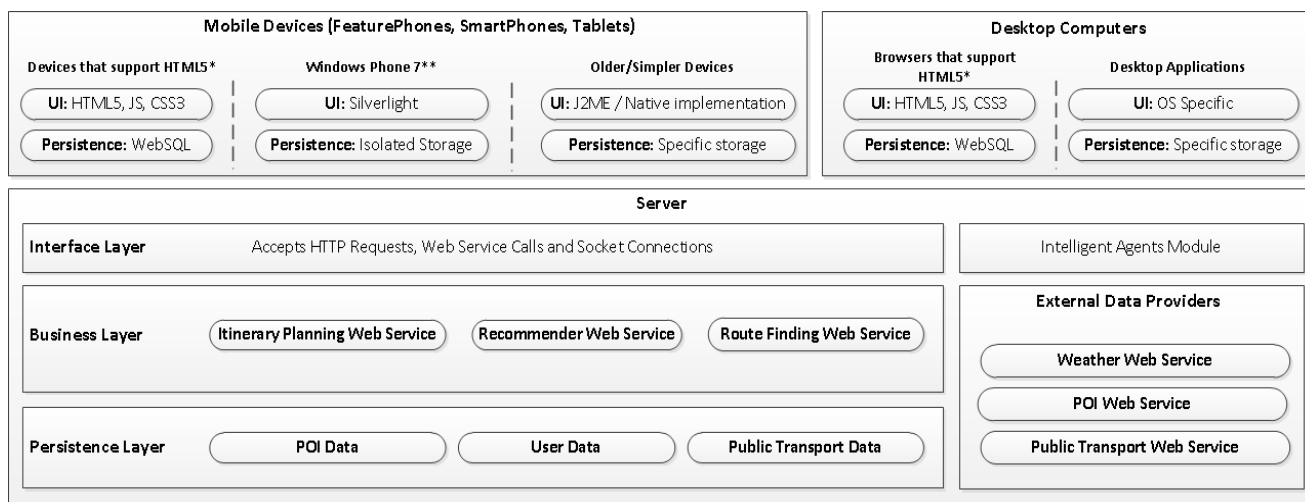 Mobile Devices (FeaturePhones, SmartPhones, Tablets)
Devices that support HTML5*
UI: HTML5, JS, CSS3
Persistence: WebSQL
Windows Phone 7**
UI: Silverlight
Persistence: Isolated Storage
Older/Simpler Devices
UI: J2ME / Native implementation
Persistence: Specific storage
Desktop Computers
Browsers that support
HTML5*
UI: HTML5, JS, CSS3
Persistence: WebSQL
Desktop Applications
UI: OS Specific
Persistence: Specific storage
Server
Interface Layer
Accepts HTTP Requests, Web Service Calls and Socket Connections
Intelligent Agents Module
Business Layer
Itinerary Planning Web Service
Recommender Web Service
Route Finding Web Service
Persistence Layer
POI Data
User Data
Public Transport Data
External Data Providers
Weather Web Service
POI Web Service
Public Transport Web Service